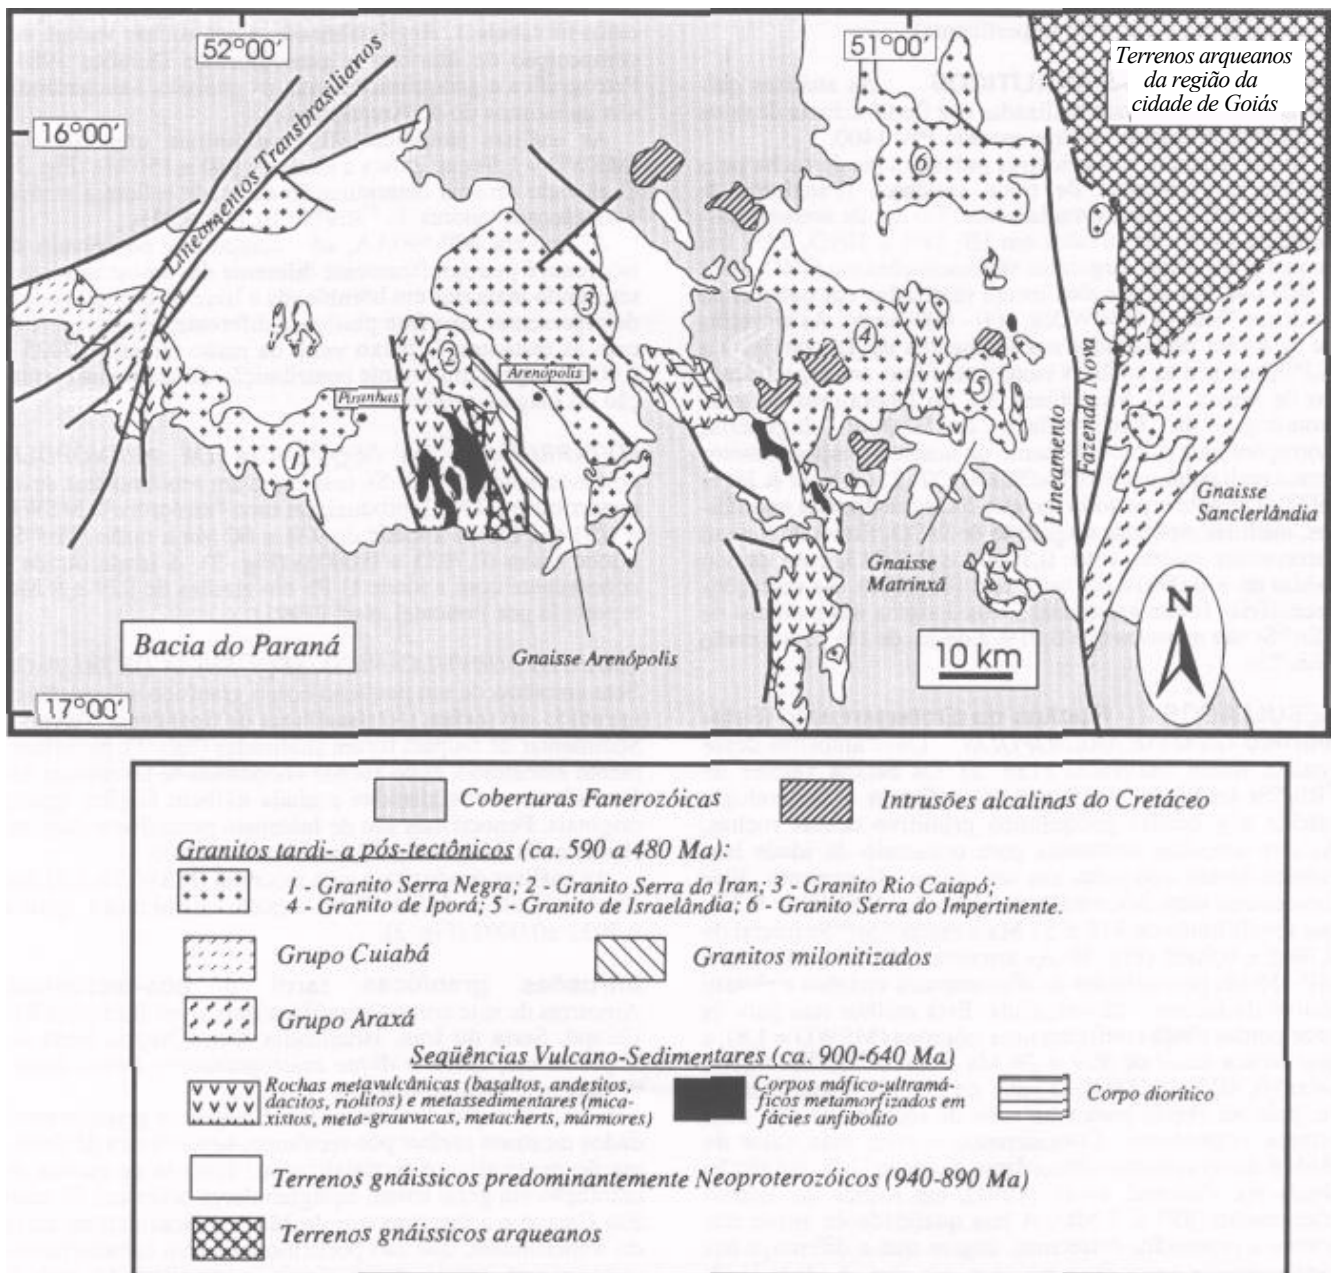 52°00'
51°00'
Terrenos arqueanos
da região da
cidade de Goiás
16°00'
Lineamentos Transbrasilianos
6
3
4
2
Arenópolis
5
Piranhas
1
Lineamento Fazenda Nova
Gnaisse
Sanclerlândia
Gnaisse
Matrinxã
N
Bacia do Paraná
Gnaisse Arenópolis
10 km
17°00'
Coberturas Fanerozóicas
Intrusões alcalinas do Cretáceo
Granitos tardi- a pós-tectônicos (ca. 590 a 480 Ma):
1 - Granito Serra Negra; 2 - Granito Serra do Iran; 3 - Granito Rio Caiapó;
4 - Granito de Iporá; 5 - Granito de Israelândia; 6 - Granito Serra do Impertinente.
Grupo Cuiabá
Granitos milonitizados
Grupo Araxá
Seqüências Vulcano-Sedimentares (ca. 900-640 Ma)
Rochas metavulcânicas (basaltos, andesitos,
dacitos, riolitos) e metassedimentares (mica-
xistos, meta-grauvacas, metacherts, mármores)
Corpos máfico-ultramá-
ficos metamorfizados em
fácies anfibolito
Corpo diorítico
Terrenos gnáissicos predominantemente Neoproterozóicos (940-890 Ma)
Terrenos gnáissicos arqueanos